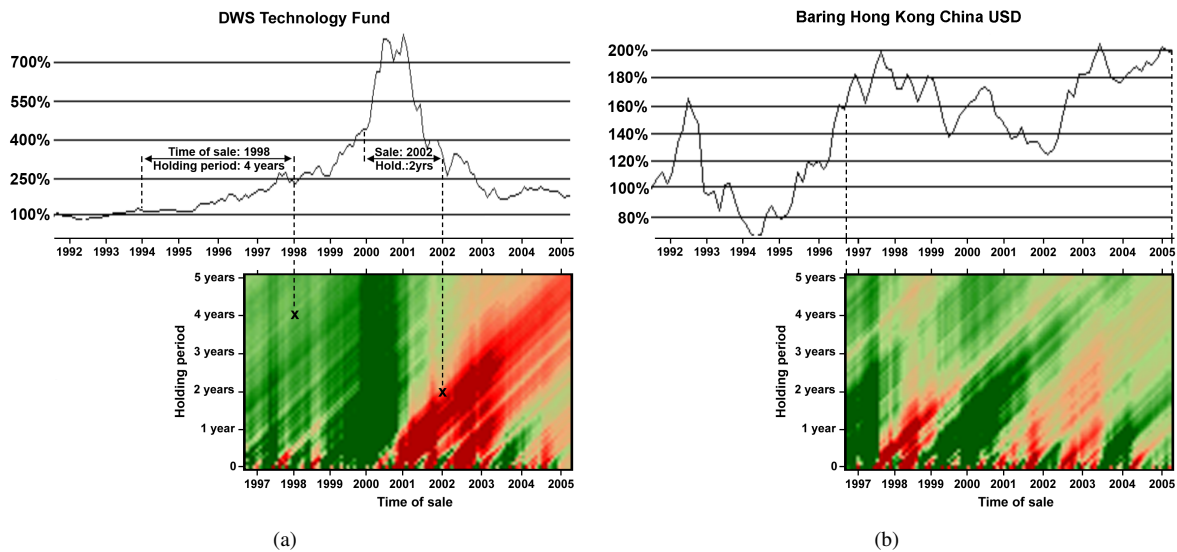 DWS Technology Fund
700%
550%
400%
250%
100%
Time of sale: 1998
Holding period: 4 years
Sale: 2002
Hold.:2yrs
1992 1993 1994 1995 1996 1997 1998 1999 2000 2001 2002 2003 2004 2005
5 years
4 years
3 years
2 years
1 year
0
Holding period
x
x
1997 1998 1999 2000 2001 2002 2003 2004 2005
Time of sale
(a)
Baring Hong Kong China USD
200%
180%
160%
140%
120%
100%
80%
1992 1993 1994 1995 1996 1997 1998 1999 2000 2001 2002 2003 2004 2005
5 years
4 years
3 years
2 years
1 year
0
Holding period
1997 1998 1999 2000 2001 2002 2003 2004 2005
Time of sale
(b)